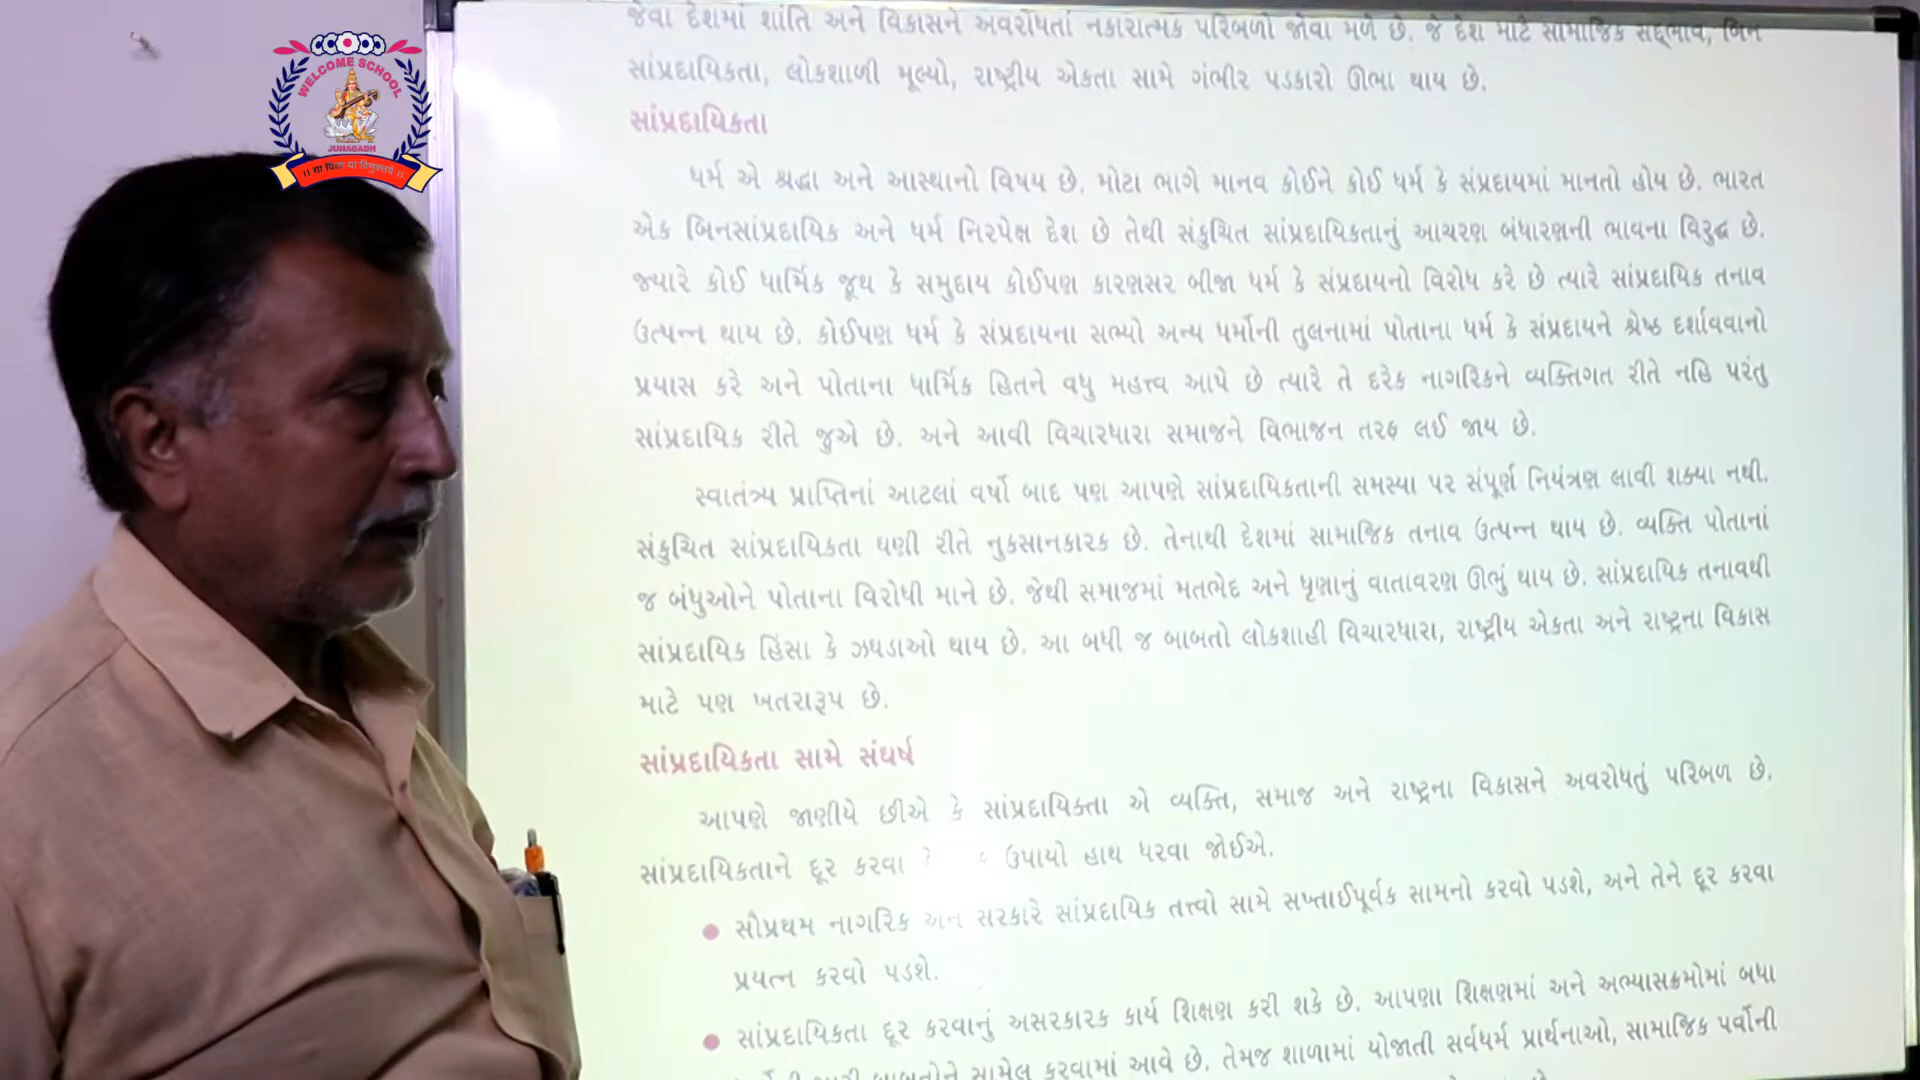 WELCOME SCHOOL
JUNAGADH
।। सा विद्या या विमुक्तये ।।
જેવા દેશમાં શાંતિ અને વિકાસને અવરોધતાં નકારાત્મક પરિબળો જોવા મળે છે. જે દેશ માટે સામાજિક સદ્ભાવ, બિન
સાંપ્રદાયિકતા, લોકશાળી મૂલ્યો, રાષ્ટ્રીય એકતા સામે ગંભીર પડકારો ઊભા થાય છે.
સાંપ્રદાયિકતા
ધર્મ એ શ્રદ્ધા અને આસ્થાનો વિષય છે. મોટા ભાગે માનવ કોઈને કોઈ ધર્મ કે સંપ્રદાયમાં માનતો હોય છે. ભારત
એક બિનસાંપ્રદાયિક અને ધર્મ નિરપેક્ષ દેશ છે તેથી સંકુચિત સાંપ્રદાયિકતાનું આચરણ બંધારણની ભાવના વિરુદ્ધ છે.
જ્યારે કોઈ ધાર્મિક જૂથ કે સમુદાય કોઈપણ કારણસર બીજા ધર્મ કે સંપ્રદાયનો વિરોધ કરે છે ત્યારે સાંપ્રદાયિક તનાવ
ઉત્પન્ન થાય છે. કોઈપણ ધર્મ કે સંપ્રદાયના સભ્યો અન્ય ધર્મોની તુલનામાં પોતાના ધર્મ કે સંપ્રદાયને શ્રેષ્ઠ દર્શાવવાનો
પ્રયાસ કરે અને પોતાના ધાર્મિક હિતને વધુ મહત્ત્વ આપે છે ત્યારે તે દરેક નાગરિકને વ્યક્તિગત રીતે નહિ પરંતુ
સાંપ્રદાયિક રીતે જુએ છે. અને આવી વિચારધારા સમાજને વિભાજન તરફ લઈ જાય છે.
સ્વાતંત્ર્ય પ્રાપ્તિનાં આટલાં વર્ષો બાદ પણ આપણે સાંપ્રદાયિકતાની સમસ્યા પર સંપૂર્ણ નિયંત્રણ લાવી શક્યા નથી.
સંકુચિત સાંપ્રદાયિકતા ઘણી રીતે નુકસાનકારક છે. તેનાથી દેશમાં સામાજિક તનાવ ઉત્પન્ન થાય છે. વ્યક્તિ પોતાનાં
જ બંધુઓને પોતાના વિરોધી માને છે. જેથી સમાજમાં મતભેદ અને ઘૃણાનું વાતાવરણ ઊભું થાય છે. સાંપ્રદાયિક તનાવથી
સાંપ્રદાયિક હિંસા કે ઝઘડાઓ થાય છે. આ બધી જ બાબતો લોકશાહી વિચારધારા, રાષ્ટ્રીય એકતા અને રાષ્ટ્રના વિકાસ
માટે પણ ખતરારૂપ છે.
સાંપ્રદાયિકતા સામે સંઘર્ષ
આપણે જાણીયે છીએ કે સાંપ્રદાયિક્તા એ વ્યક્તિ, સમાજ અને રાષ્ટ્રના વિકાસને અવરોધતું પરિબળ છે.
સાંપ્રદાયિકતાને દૂર કરવા ઉપાયો હાથ ધરવા જોઈએ.
● સૌપ્રથમ નાગરિક અને સરકારે સાંપ્રદાયિક તત્ત્વો સામે સખ્તાઈપૂર્વક સામનો કરવો પડશે, અને તેને દૂર કરવા
પ્રયત્ન કરવો પડશે.
● સાંપ્રદાયિકતા દૂર કરવાનું અસરકારક કાર્ય શિક્ષણ કરી શકે છે. આપણા શિક્ષણમાં અને અભ્યાસક્રમોમાં બધા
બાબતોને સામેલ કરવામાં આવે છે. તેમજ શાળામાં યોજાતી સર્વધર્મ પ્રાર્થનાઓ, સામાજિક પર્વોની